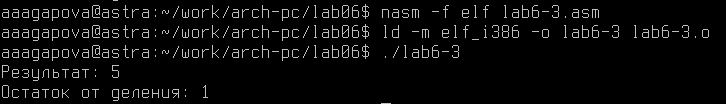 aaagapova@astra:~/work/arch-pc/lab06$ nasm -f elf lab6-3.asm
aaagapova@astra:~/work/arch-pc/lab06$ ld -m elf_i386 -o lab6-3 lab6-3.o
aaagapova@astra:~/work/arch-pc/lab06$ ./lab6-3
Результат: 5
Остаток от деления: 1